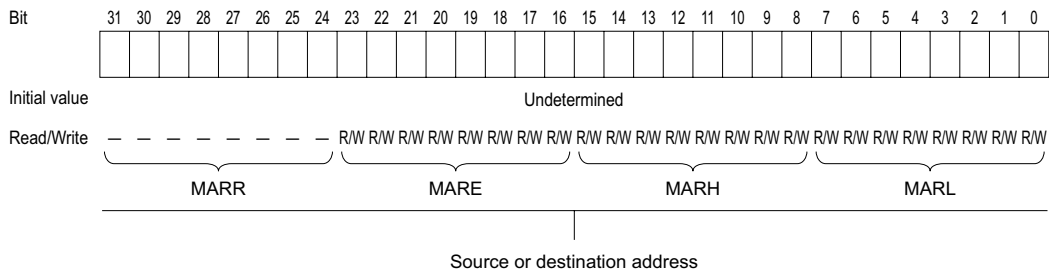 Bit 31 30 29 28 27 26 25 24 23 22 21 20 19 18 17 16 15 14 13 12 11 10 9 8 7 6 5 4 3 2 1 0
Initial value Undetermined
Read/Write — — — — — — — — R/W R/W R/W R/W R/W R/W R/W R/W R/W R/W R/W R/W R/W R/W R/W R/W R/W R/W R/W R/W R/W R/W R/W R/W
MARR MARE MARH MARL
Source or destination address